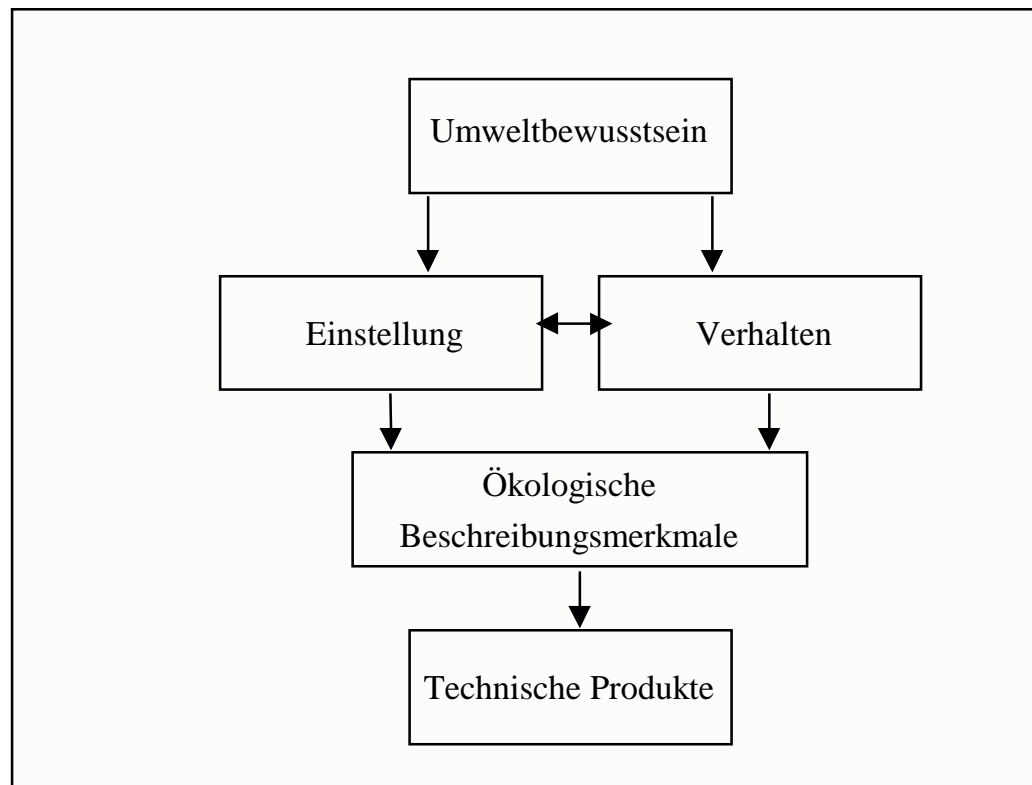 Umweltbewusstsein
Einstellung
Verhalten
Ökologische
Beschreibungsmerkmale
Technische Produkte